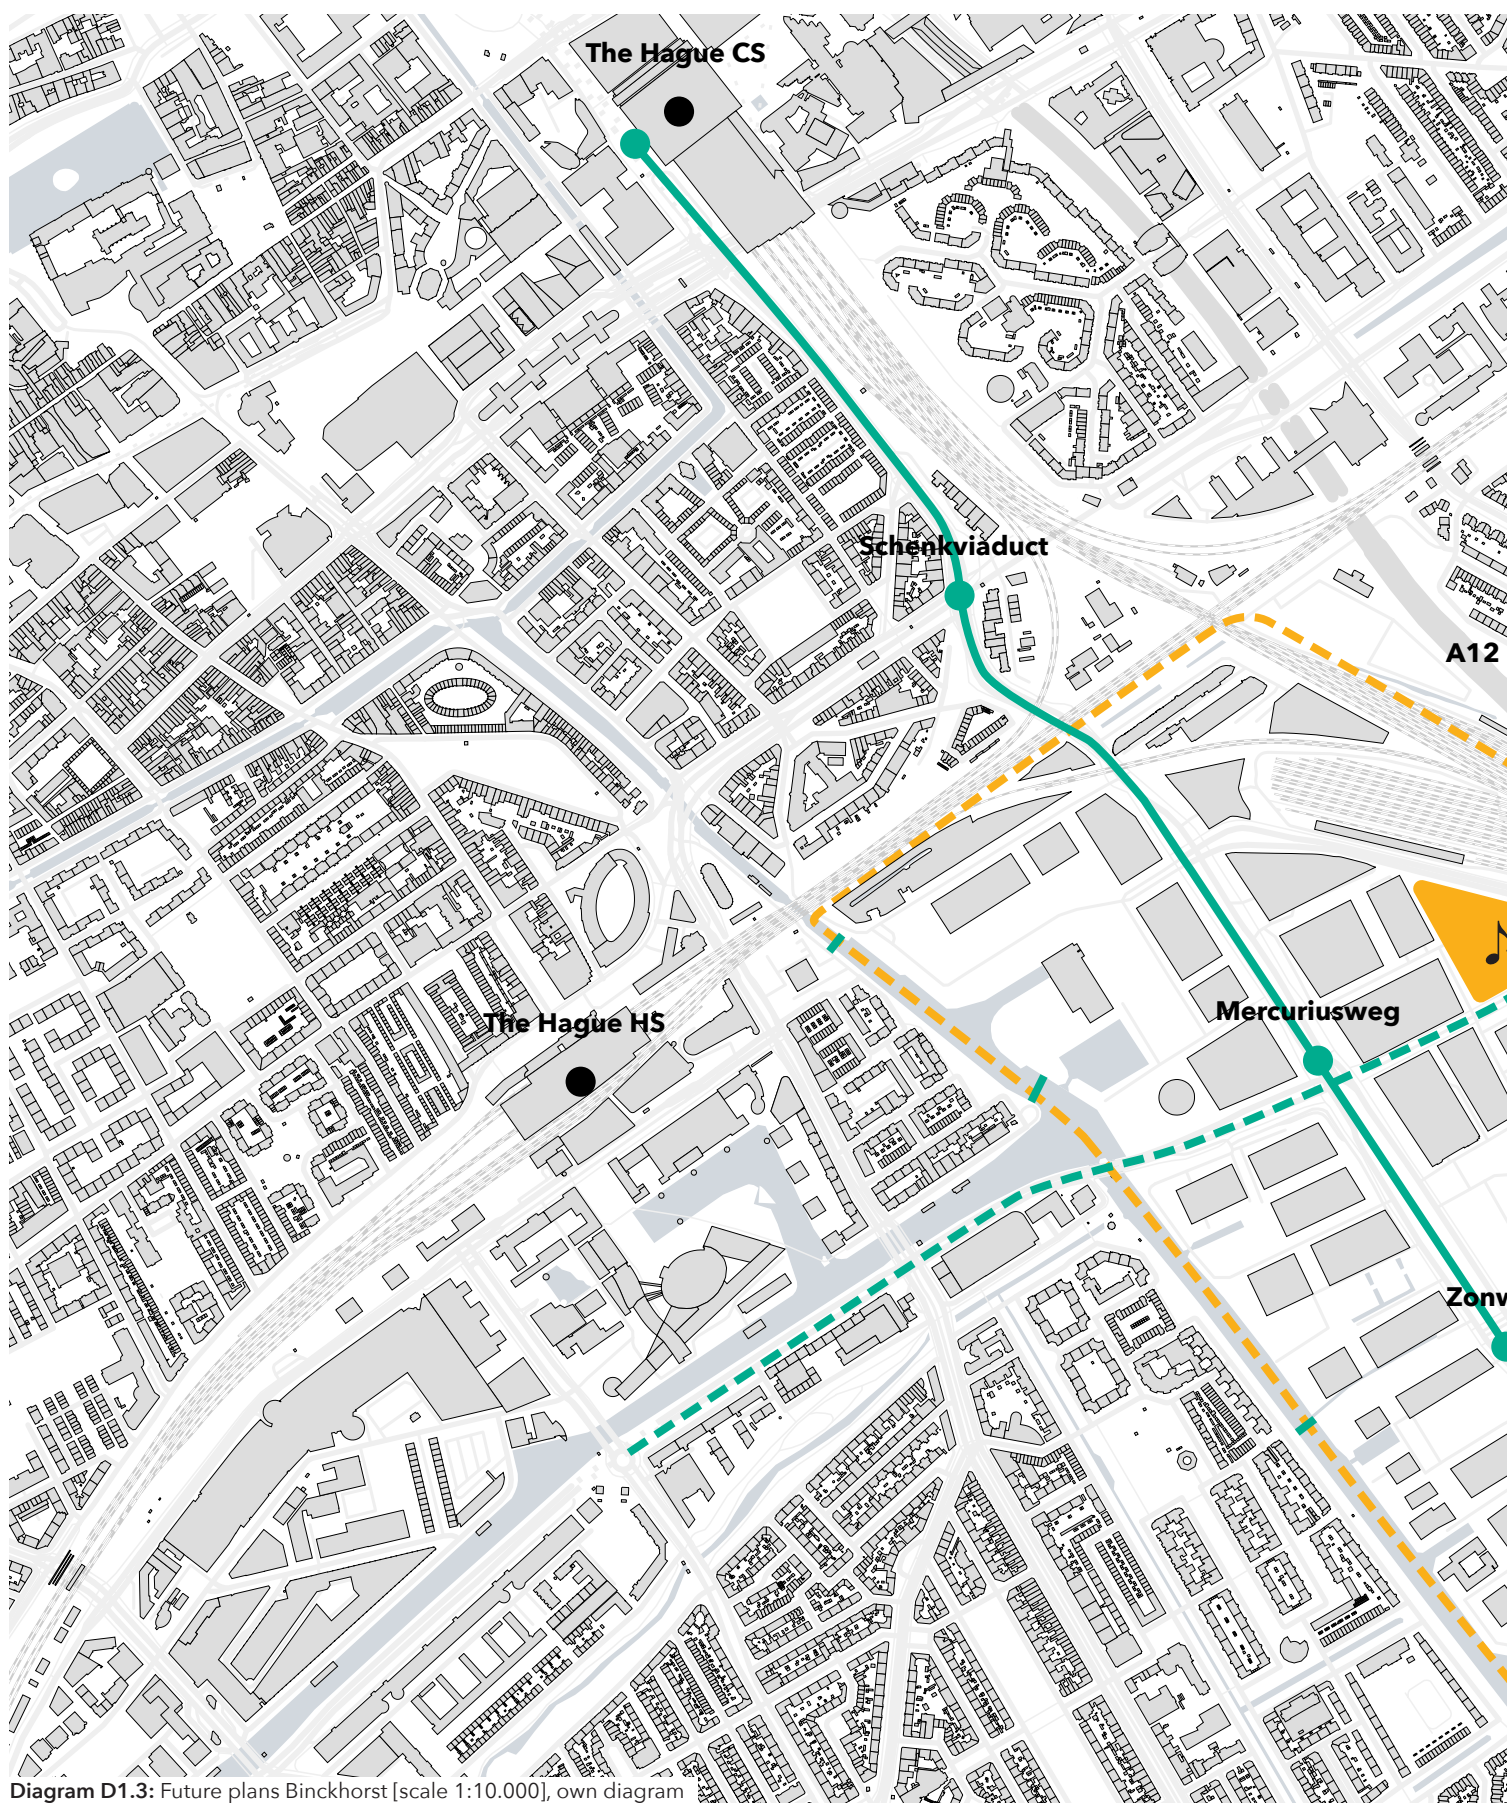 The Hague CS
Schenkviaduct
A12
Mercuriusweg
The Hague HS
Zonw
Diagram D1.3: Future plans Binckhorst [scale 1:10.000], own diagram